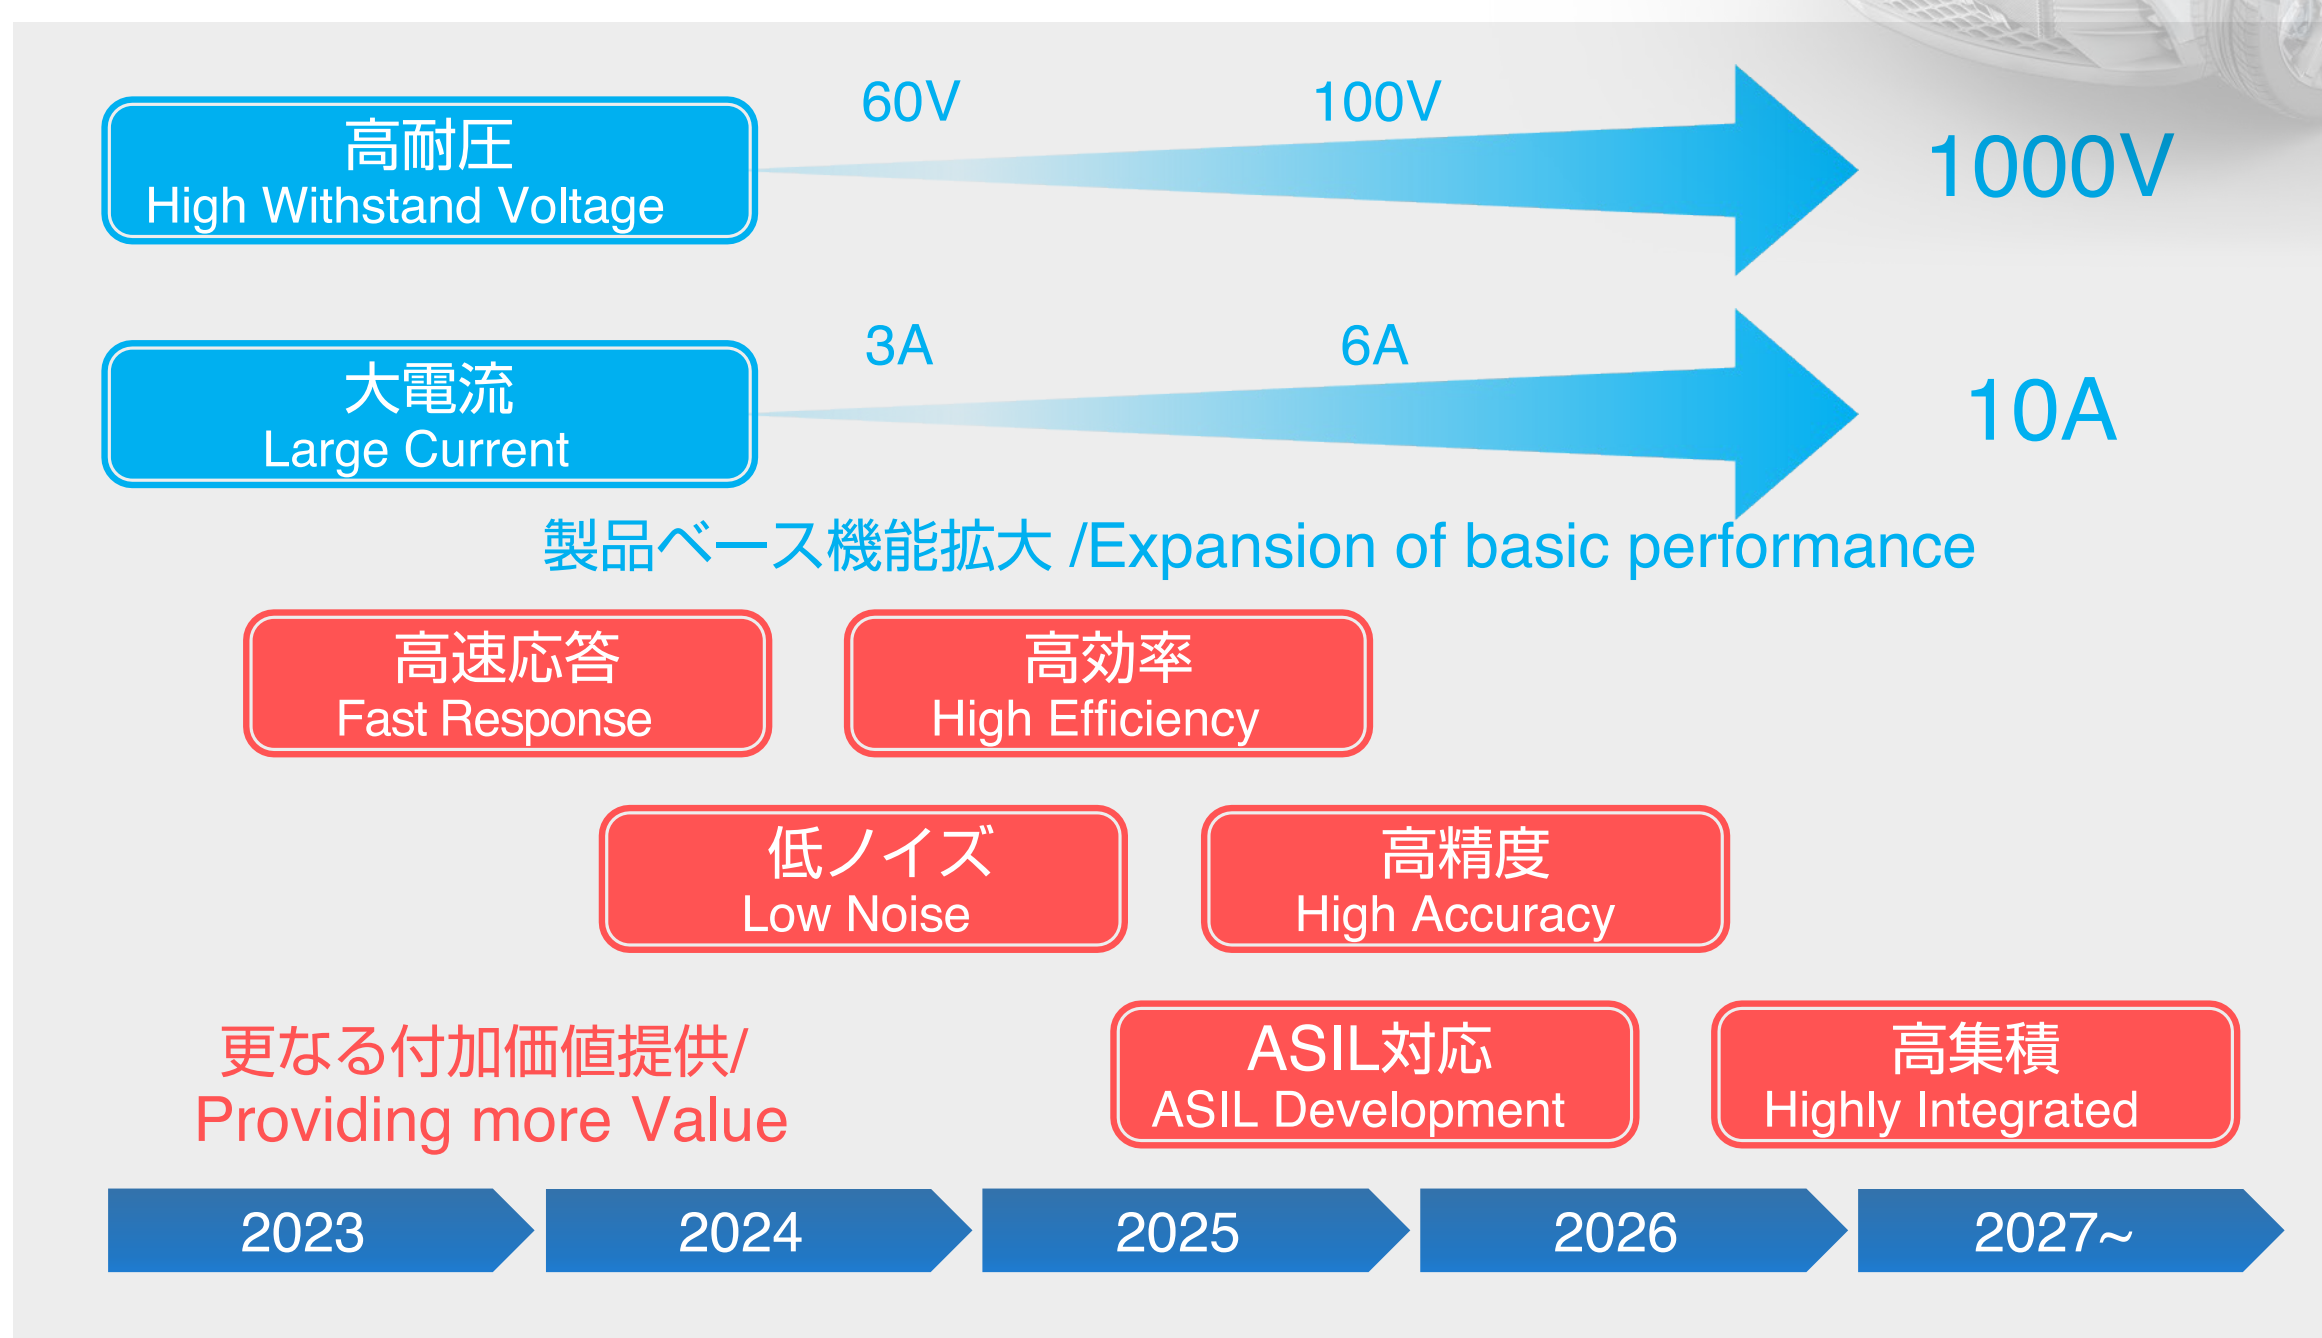 60V
100V
高耐圧
High Withstand Voltage
1000V
3A
6A
大電流
Large Current
10A
製品ベース機能拡大 /Expansion of basic performance
高速応答
Fast Response
高効率
High Efficiency
低ノイズ
Low Noise
高精度
High Accuracy
更なる付加価値提供/
Providing more Value
ASIL対応
ASIL Development
高集積
Highly Integrated
2023
2024
2025
2026
2027~